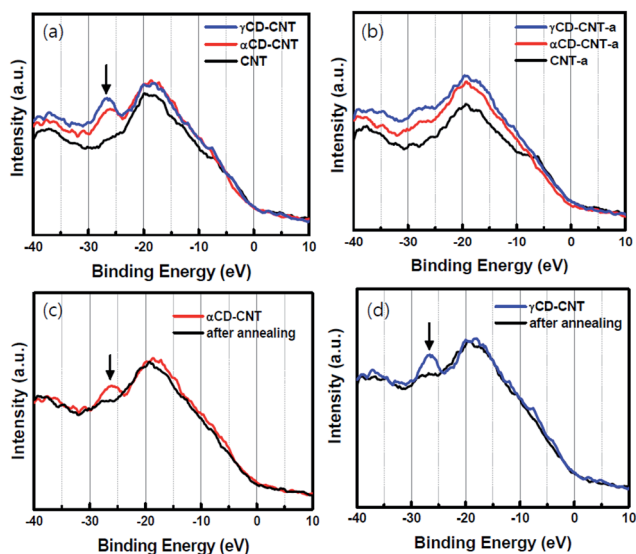 (a)
γCD-CNT
αCD-CNT
CNT
Intensity (a.u.)
-40 -30 -20 -10 0 10
Binding Energy (eV)
(b)
γCD-CNT-a
αCD-CNT-a
CNT-a
Intensity (a.u.)
-40 -30 -20 -10 0 10
Binding Energy (eV)
(c)
αCD-CNT
after annealing
Intensity (a.u.)
-40 -30 -20 -10 0 10
Binding Energy (eV)
(d)
γCD-CNT
after annealing
Intensity (a.u.)
-40 -30 -20 -10 0 10
Binding Energy (eV)